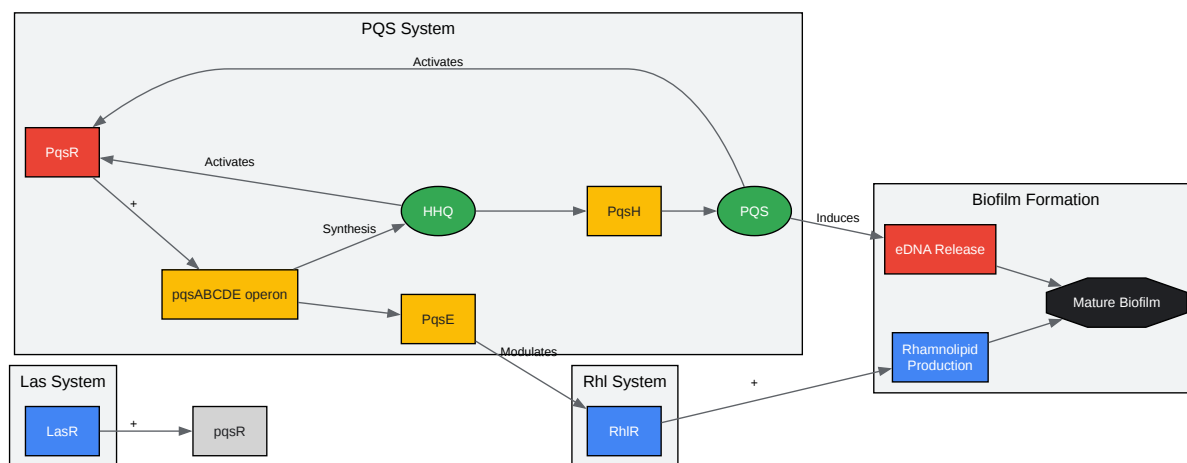 PQS System
Activates
PqsR
Activates
+
HHQ
PqsH
PQS
Synthesis
pqsABCDE operon
PqsE
Modulates
Induces
Biofilm Formation
eDNA Release
Mature Biofilm
Rhamnolipid
Production
Las System
LasR
+
pqsR
Rhl System
RhlR
+